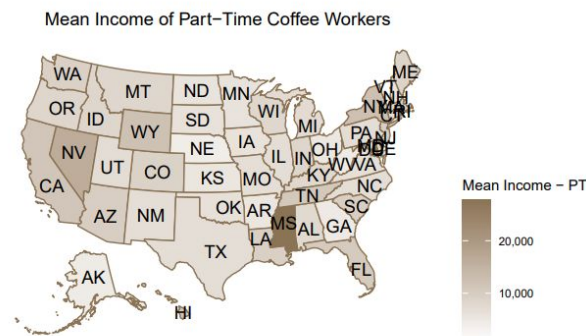 Mean Income of Part−Time Coffee Workers
WA
MT
ND
MN
ME
VT
NH
OR
ID
SD
WI
NY
RI
CT
WY
MI
IA
PA
NJ
NV
NE
OH
DE
UT
IL
IN
CA
CO
WV
VA
KS
MO
KY
NC
TN
AZ
NM
OK
AR
SC
MS
AL
GA
LA
TX
AK
FL
HI
Mean Income − PT
20,000
10,000